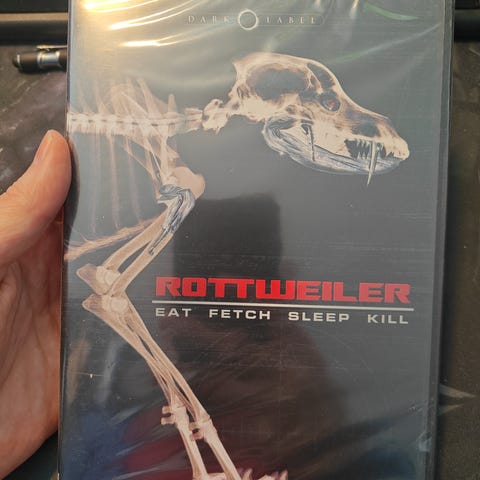 DARK LABEL
ROTTWEILER
EAT FETCH SLEEP KILL